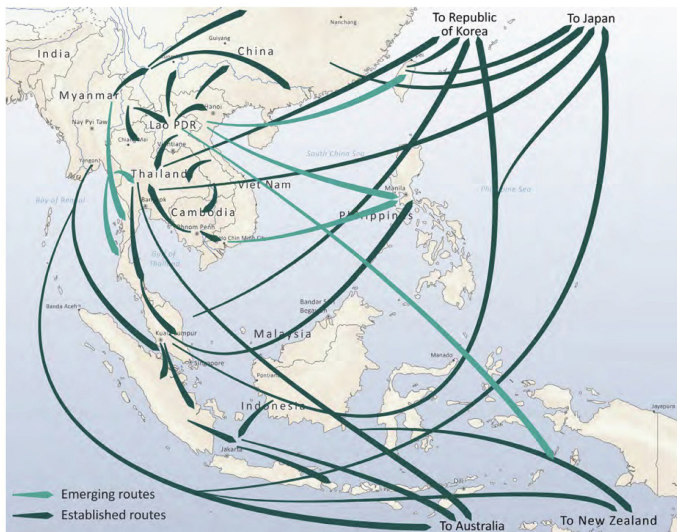 To Republic
of Korea
To Japan
Nanchang
Guiyang
India
China
Myanmar
Hanoi
Nay Pyi Taw
Lao PDR
Chiang Mai
Vientiane
South China Sea
Yangon
Thailand
Viet Nam
Manila
Philippine Sea
Bay of Bengal
Bangkok
Cambodia
Philippines
Phnom Penh
Ho Chin Minh City
Gulf of
Thailand
Banda Aceh
Bandar Seri
Begawan
Kuala Lumpur
Malaysia
Singapore
Manado
Pontianak
Indonesia
Jayapura
Jakarta
Emerging routes
Established routes
To Australia
To New Zealand